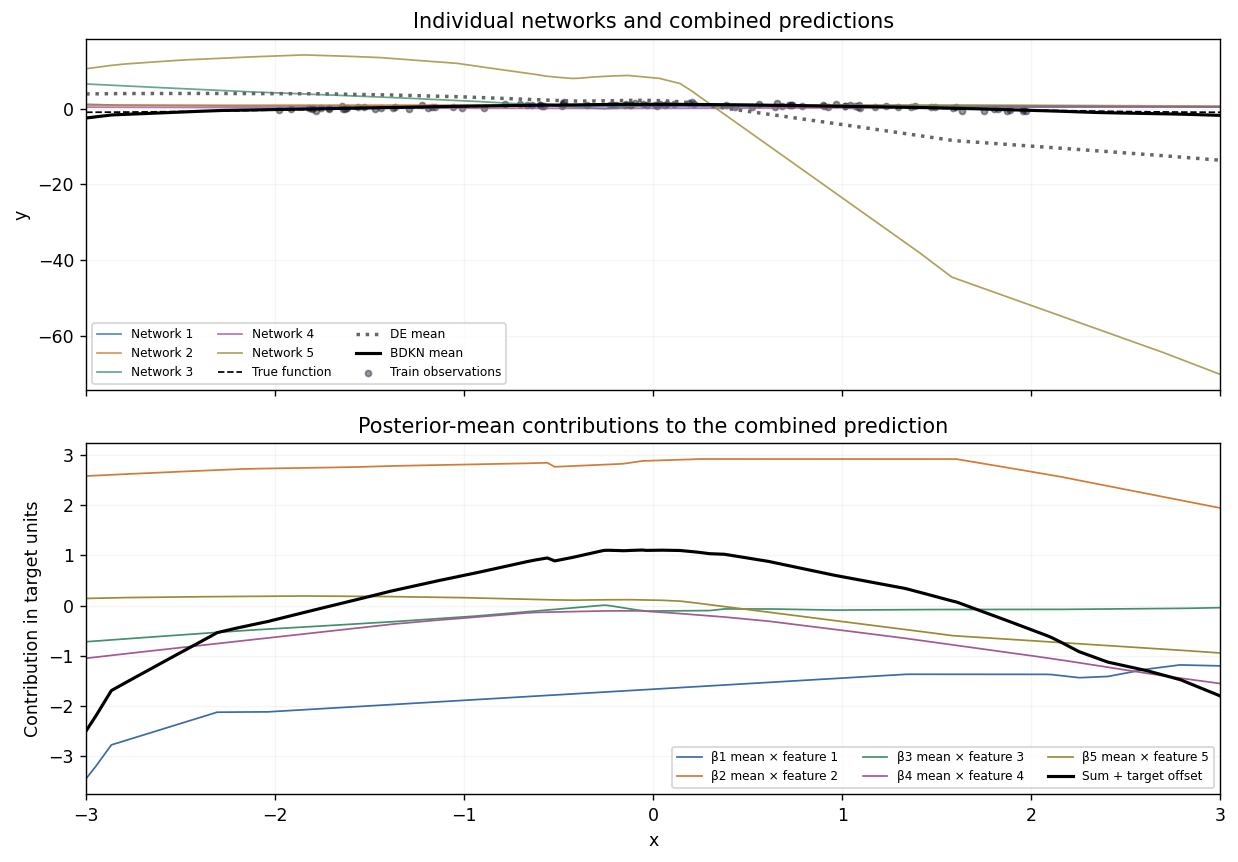 Individual networks and combined predictions
0
−20
−40
−60
y
Network 1
Network 2
Network 3
Network 4
Network 5
True function
DE mean
BDKN mean
Train observations
Posterior-mean contributions to the combined prediction
3
2
1
0
−1
−2
−3
Contribution in target units
β1 mean × feature 1
β2 mean × feature 2
β3 mean × feature 3
β4 mean × feature 4
β5 mean × feature 5
Sum + target offset
−3 −2 −1 0 1 2 3
x